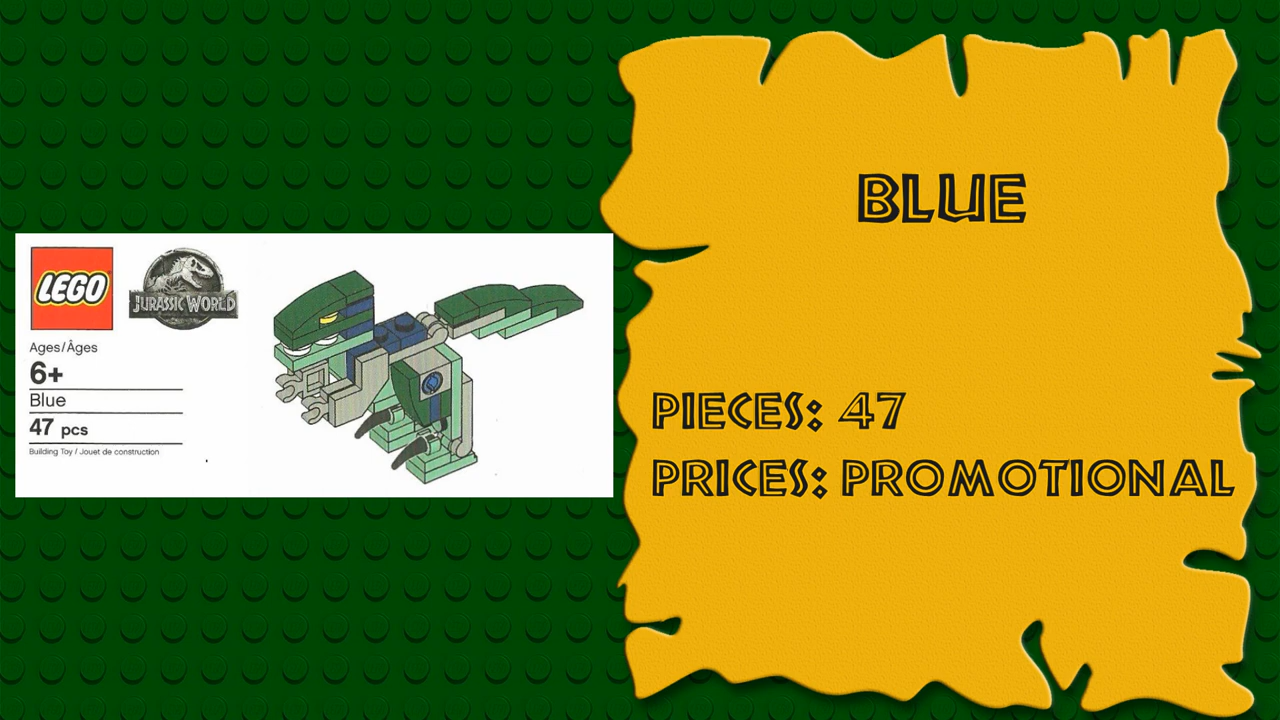 LEGO
JURASSIC WORLD
Ages/Âges
6+
Blue
47 pcs
Building Toy / Jouet de construction
BLUE
PIECES: 47
PRICES: PROMOTIONAL